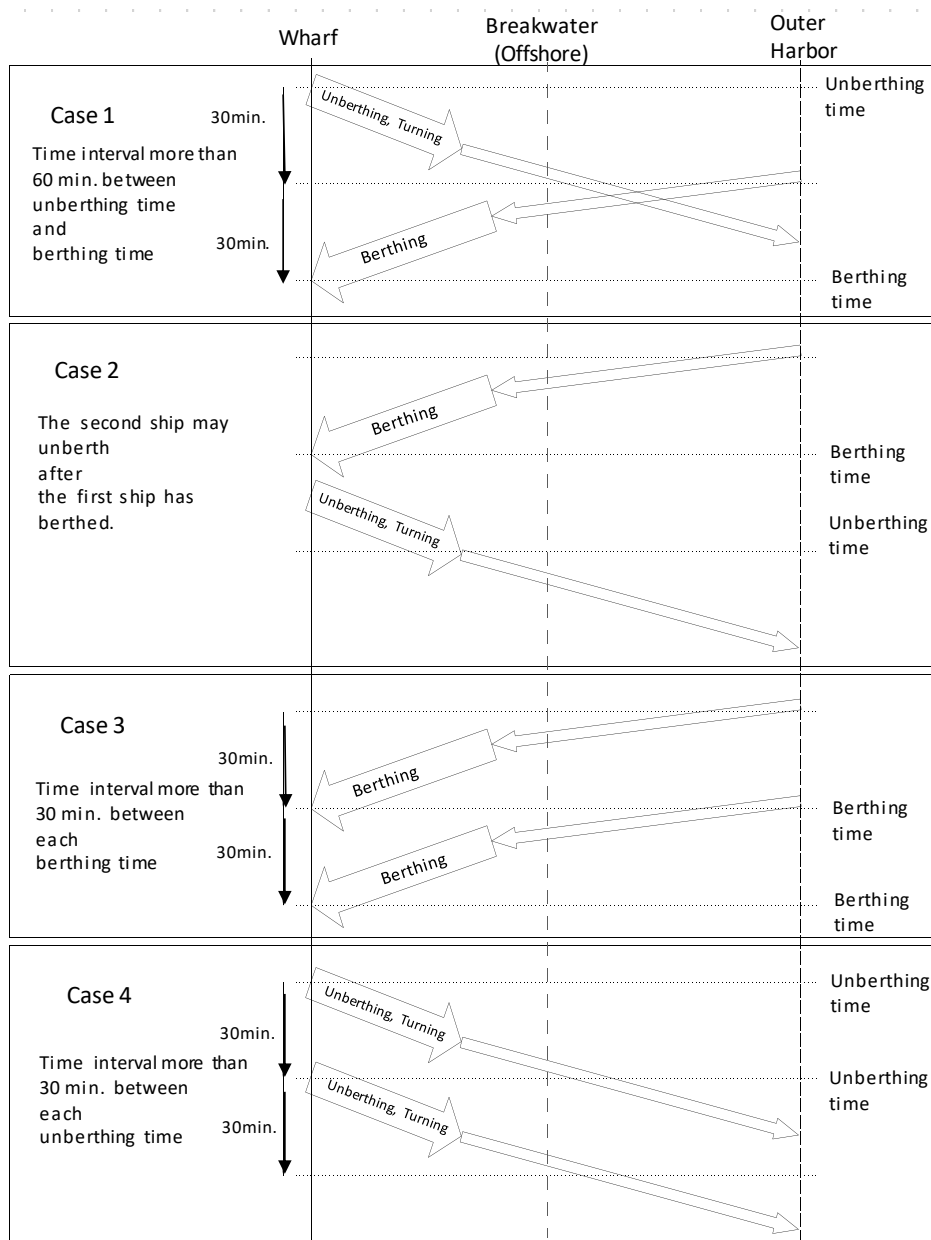 Wharf
Breakwater
(Offshore)
Outer
Harbor
Case 1
Time interval more than
60 min. between
unberthing time
and
berthing time
30min.
30min.
Unberthing, Turning
Berthing
Unberthing
time
Berthing
time
Case 2
The second ship may
unberth
after
the first ship has
berthed.
Berthing
Unberthing, Turning
Berthing
time
Unberthing
time
Case 3
Time interval more than
30 min. between
each
berthing time
30min.
30min.
Berthing
Berthing
Berthing
time
Berthing
time
Case 4
Time interval more than
30 min. between
each
unberthing time
30min.
30min.
Unberthing, Turning
Unberthing, Turning
Unberthing
time
Unberthing
time